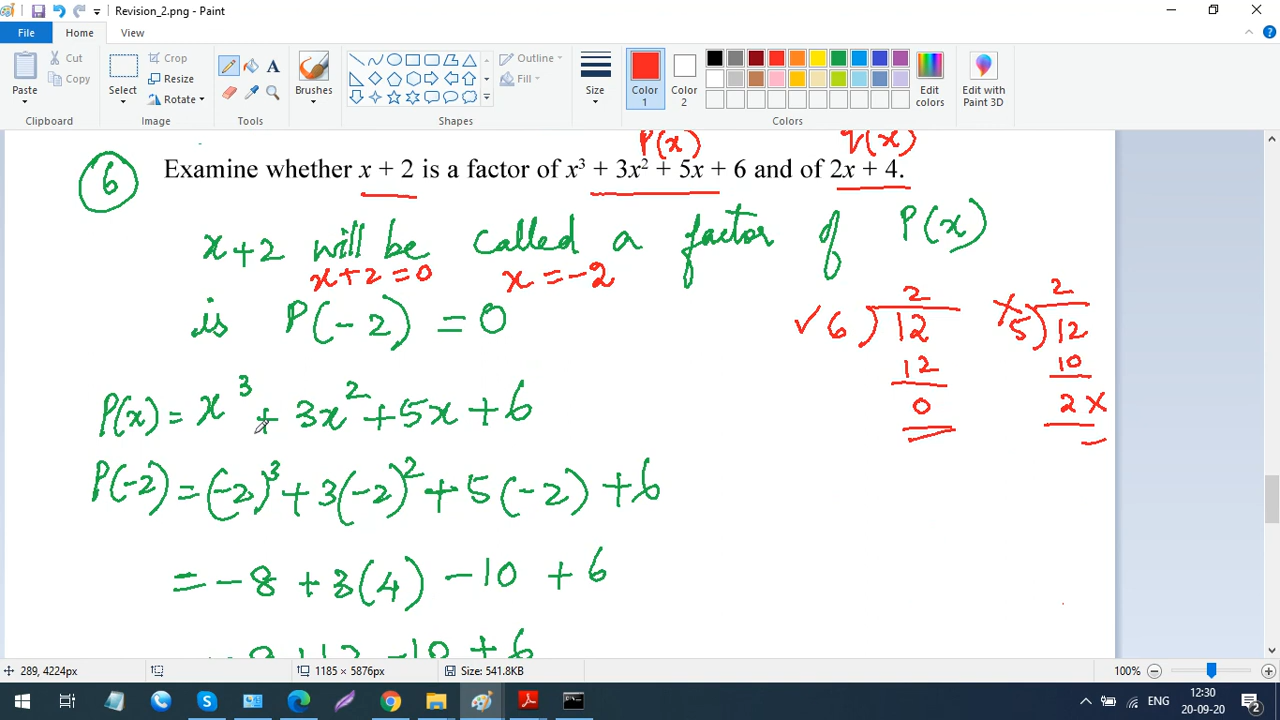 Revision_2.png - Paint
File Home View
Paste Cut Copy Clipboard
Select Crop Resize Rotate Image
Tools
Brushes
Shapes Outline Fill
Size
Color 1 Color 2
Colors
Edit colors
Edit with Paint 3D
P(x) q(x)
6 Examine whether x + 2 is a factor of x³ + 3x² + 5x + 6 and of 2x + 4.
x+2 will be called a factor of P(x)
x+2=0 x=-2
is P(-2) = 0
✓ 6) 12
2
12
0
× 5) 12
2
10
2 ×
P(x) = x³ + 3x² + 5x + 6
P(-2) = (-2)³ + 3(-2)² + 5(-2) + 6
= -8 + 3(4) - 10 + 6
289, 4224px 1185 × 5876px Size: 541.8KB 100%
ENG 12:30 20-09-20 2